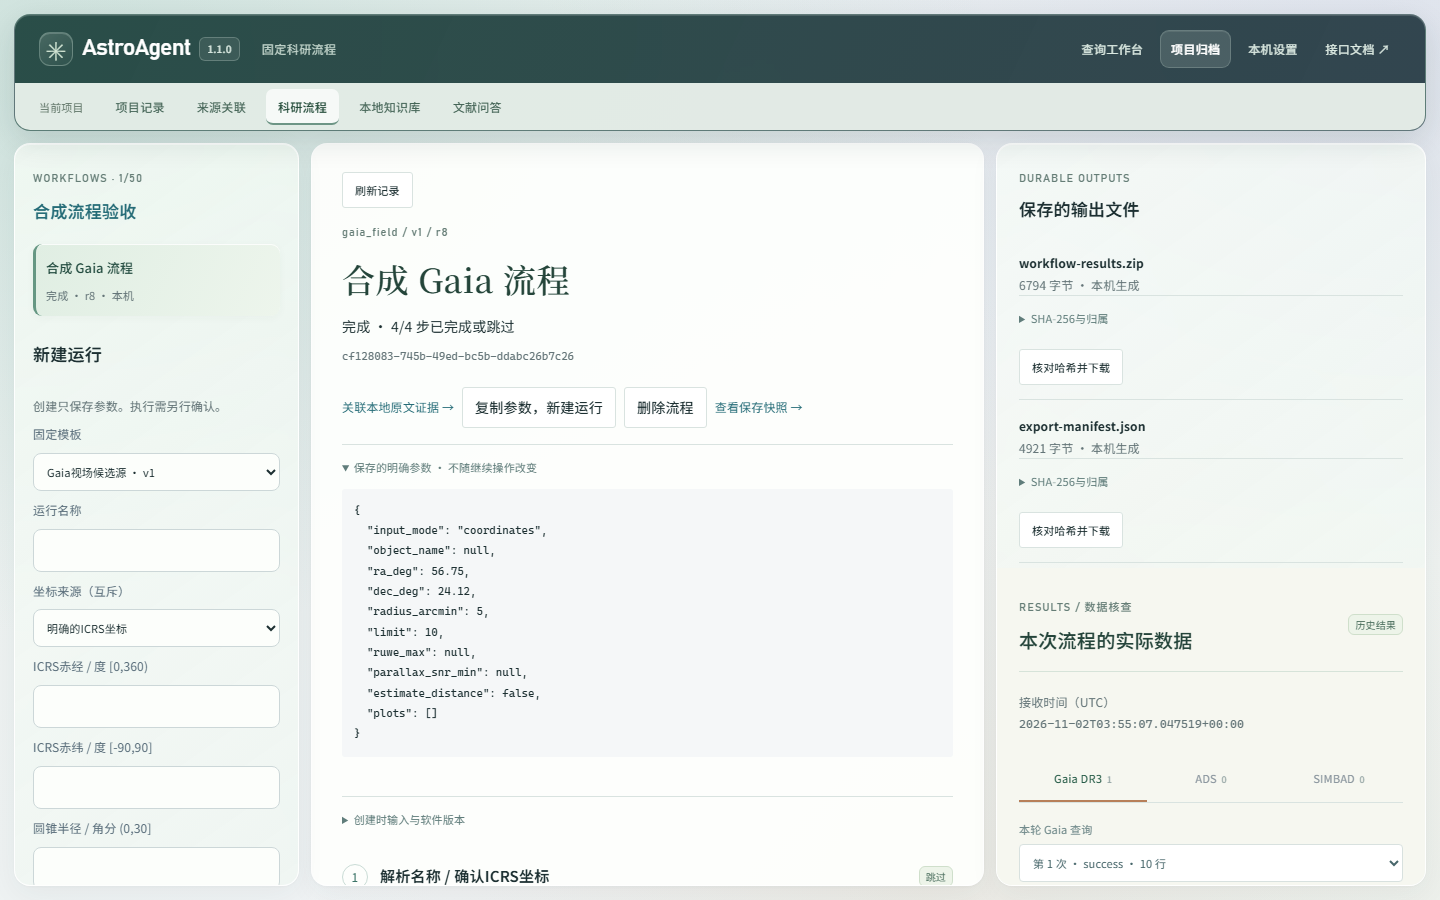 AstroAgent 1.1.0 固定科研流程
查询工作台 项目归档 本机设置 接口文档 ↗
当前项目 项目记录 来源关联 科研流程 本地知识库 文献问答
WORKFLOWS · 1/50
合成流程验收
合成 Gaia 流程
完成 · r8 · 本机
新建运行
创建只保存参数。执行需另行确认。
固定模板
Gaia视场候选源 · v1
运行名称
坐标来源（互斥）
明确的ICRS坐标
ICRS赤经 / 度 [0,360)
ICRS赤纬 / 度 [-90,90]
圆锥半径 / 角分 (0,30]
刷新记录
gaia_field / v1 / r8
合成 Gaia 流程
完成 · 4/4 步已完成或跳过
cf128083-745b-49ed-bc5b-ddabc26b7c26
关联本地原文证据 → 复制参数，新建运行 删除流程 查看保存快照 →
▼ 保存的明确参数 · 不随继续操作改变
{
"input_mode": "coordinates",
"object_name": null,
"ra_deg": 56.75,
"dec_deg": 24.12,
"radius_arcmin": 5,
"limit": 10,
"ruwe_max": null,
"parallax_snr_min": null,
"estimate_distance": false,
"plots": []
}
▶ 创建时输入与软件版本
1 解析名称 / 确认ICRS坐标 跳过
DURABLE OUTPUTS
保存的输出文件
workflow-results.zip
6794 字节 · 本机生成
▶ SHA-256与归属
核对哈希并下载
export-manifest.json
4921 字节 · 本机生成
▶ SHA-256与归属
核对哈希并下载
RESULTS / 数据核查
本次流程的实际数据 历史结果
接收时间（UTC）
2026-11-02T03:55:07.047519+00:00
Gaia DR3 1 ADS 0 SIMBAD 0
本轮 Gaia 查询
第 1 次 · success · 10 行